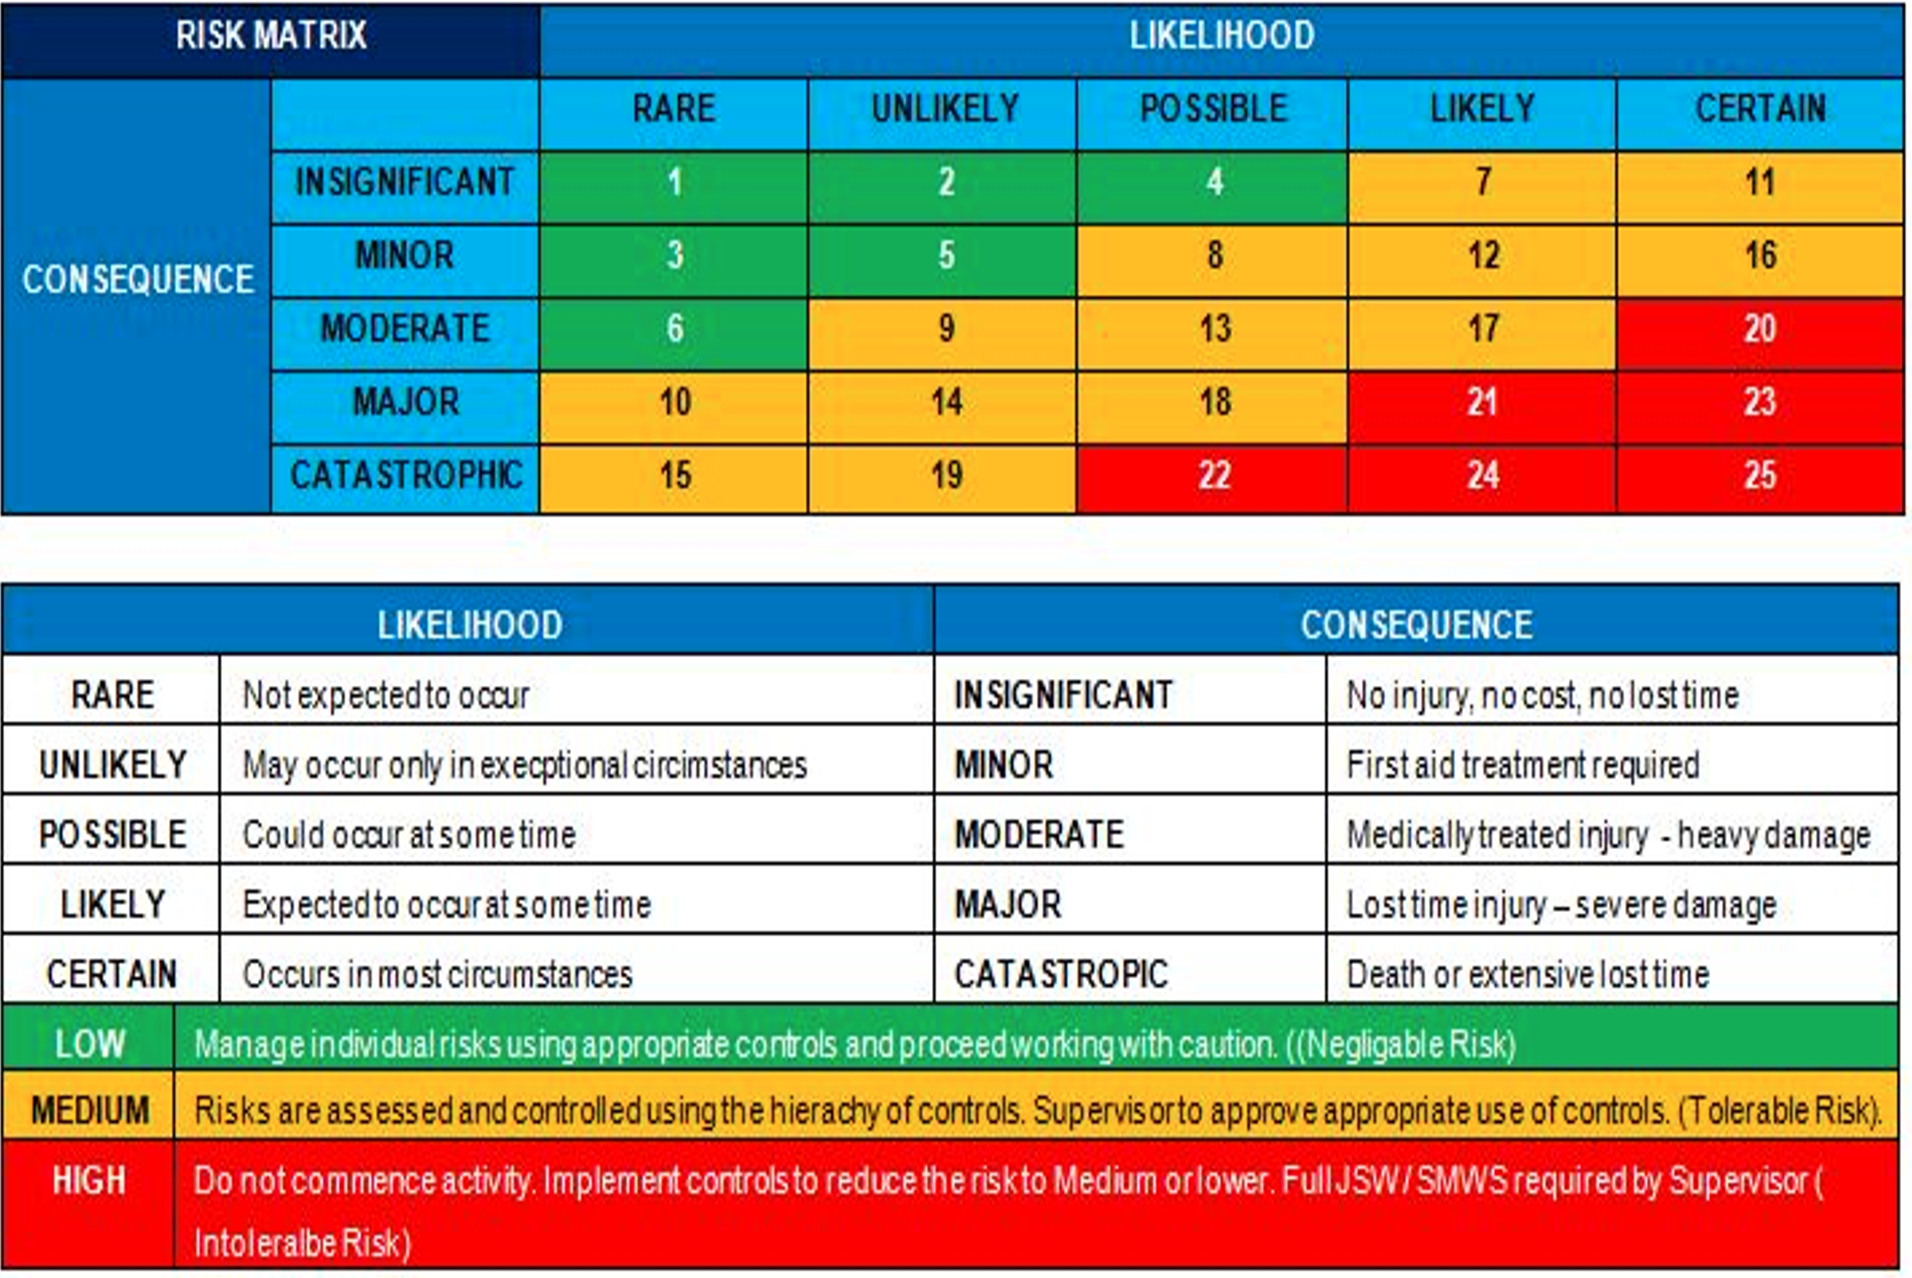 RISK MATRIX LIKELIHOOD
RARE UNLIKELY POSSIBLE LIKELY CERTAIN
INSIGNIFICANT 1 2 4 7 11
MINOR 3 5 8 12 16
CONSEQUENCE
MODERATE 6 9 13 17 20
MAJOR 10 14 18 21 23
CATASTROPHIC 15 19 22 24 25
LIKELIHOOD CONSEQUENCE
RARE Not expected to occur INSIGNIFICANT No injury, no cost, no lost time
UNLIKELY May occur only in execptional circimstances MINOR First aid treatment required
POSSIBLE Could occur at some time MODERATE Medically treated injury - heavy damage
LIKELY Expected to occur at some time MAJOR Lost time injury – severe damage
CERTAIN Occurs in most circumstances CATASTROPIC Death or extensive lost time
LOW Manage individual risks using appropriate controls and proceed working with caution. ((Negligable Risk)
MEDIUM Risks are assessed and controlled using the hierachy of controls. Supervisor to approve appropriate use of controls. (Tolerable Risk).
HIGH Do not commence activity. Implement controls to reduce the risk to Medium or lower. Full JSW / SMWS required by Supervisor (
Intoleralbe Risk)